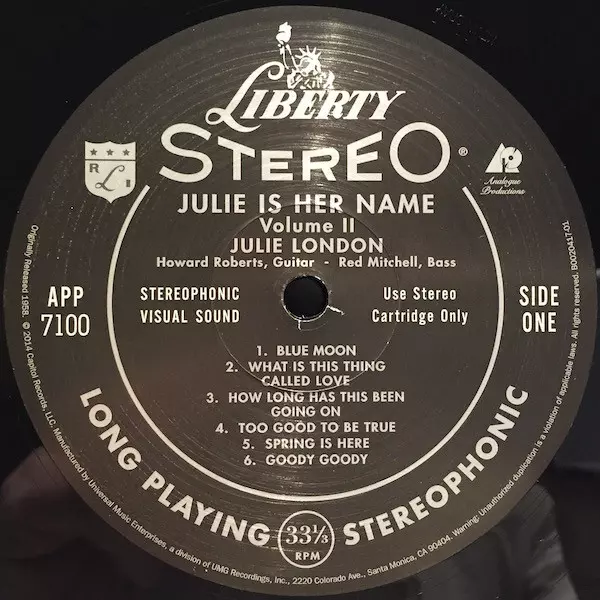 LIBERTY
STEREO®
R L I
Analogue
Productions
JULIE IS HER NAME
Volume II
JULIE LONDON
Howard Roberts, Guitar - Red Mitchell, Bass
APP
7100
STEREOPHONIC
VISUAL SOUND
Use Stereo
Cartridge Only
SIDE
ONE
1. BLUE MOON
2. WHAT IS THIS THING
CALLED LOVE
3. HOW LONG HAS THIS BEEN
GOING ON
4. TOO GOOD TO BE TRUE
5. SPRING IS HERE
6. GOODY GOODY
LONG PLAYING 33 1/3 RPM STEREOPHONIC
Originally Released 1958. © 2014 Capitol Records, LLC. Manufactured by Universal Music Enterprises, a division of UMG Recordings, Inc., 2220 Colorado Ave., Santa Monica, CA 90404. Warning: Unauthorized duplication is a violation of applicable laws. All rights reserved. B0020417-01